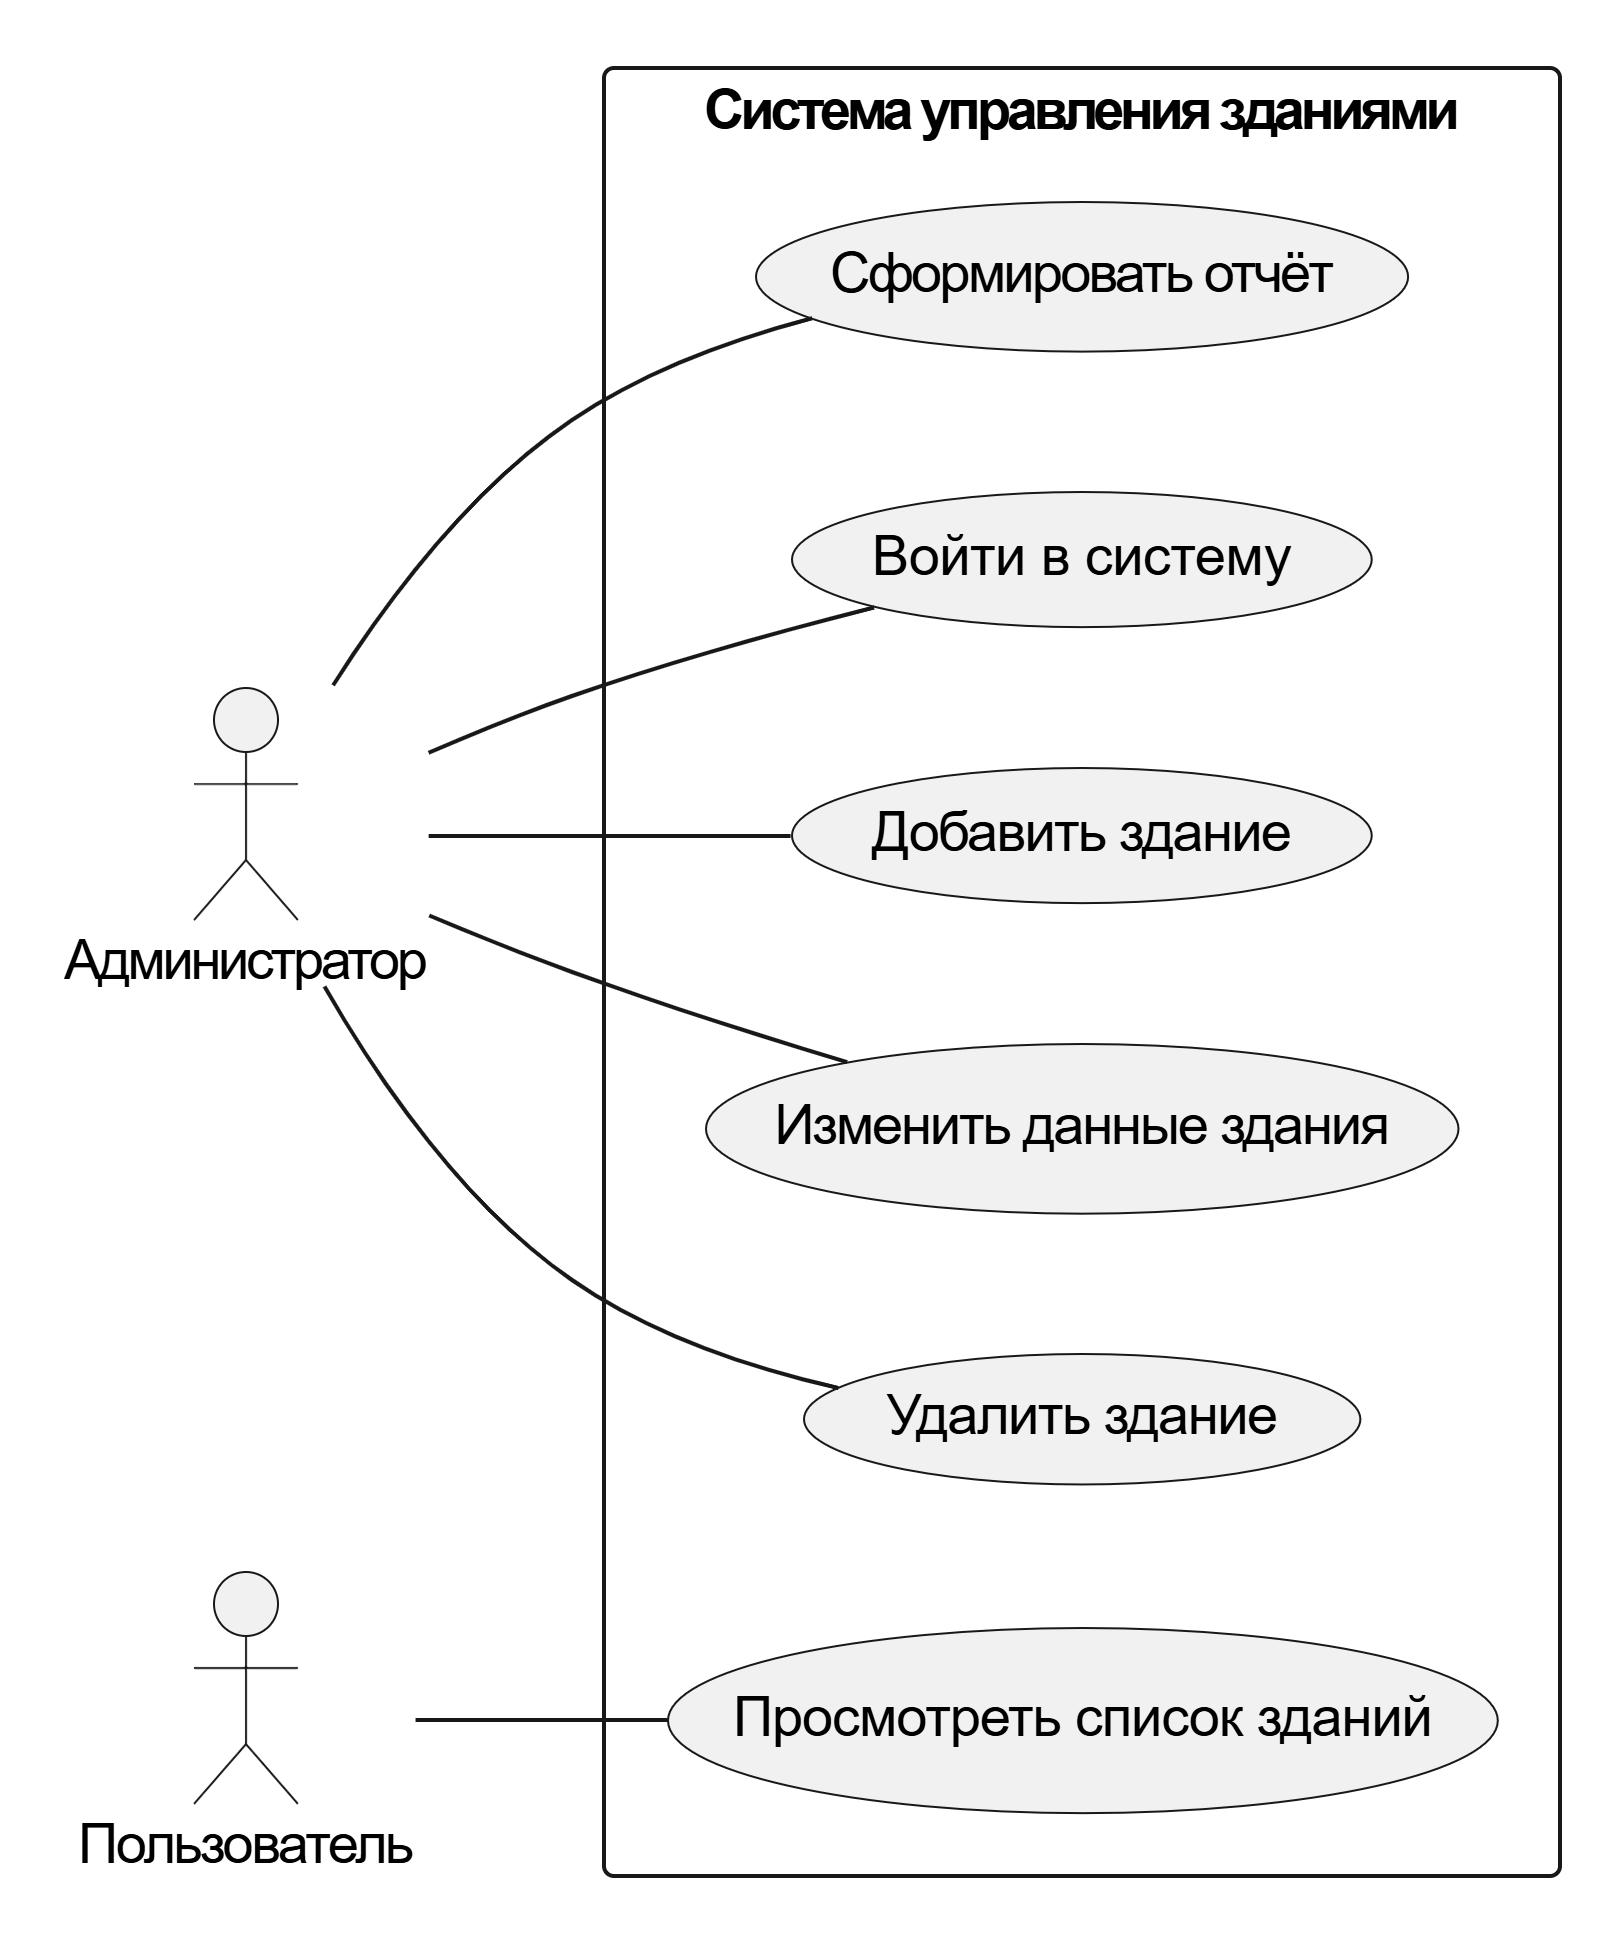 Система управления зданиями
Сформировать отчёт
Войти в систему
Добавить здание
Администратор
Изменить данные здания
Удалить здание
Просмотреть список зданий
Пользователь